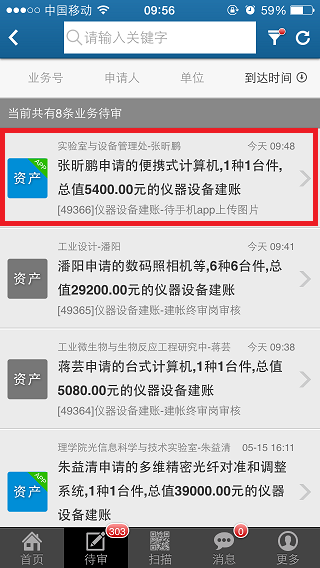 中国移动 09:56 59%
请输入关键字
业务号 申请人 单位 到达时间
当前共有8条业务待审
实验室与设备管理处-张昕鹏 今天 09:48
资产 APP
张昕鹏申请的便携式计算机,1种1台件,
总值5400.00元的仪器设备建账
[49366]仪器设备建账-待手机app上传图片
工业设计-潘阳 今天 09:41
资产
潘阳申请的数码照相机等,6种6台件,总
值29200.00元的仪器设备建账
[49365]仪器设备建账-建帐终审岗审核
工业微生物与生物反应工程研究中-蒋芸 今天 09:38
资产
蒋芸申请的台式计算机,1种1台件,总值
5080.00元的仪器设备建账
[49364]仪器设备建账-建帐终审岗审核
理学院光信息科学与技术实验室-朱益清 05-15 16:11
资产 APP
朱益清申请的多维精密光纤对准和调整
系统,1种1台件,总值39000.00元的仪
器设备建账
303 0
首页 待审 扫描 消息 更多